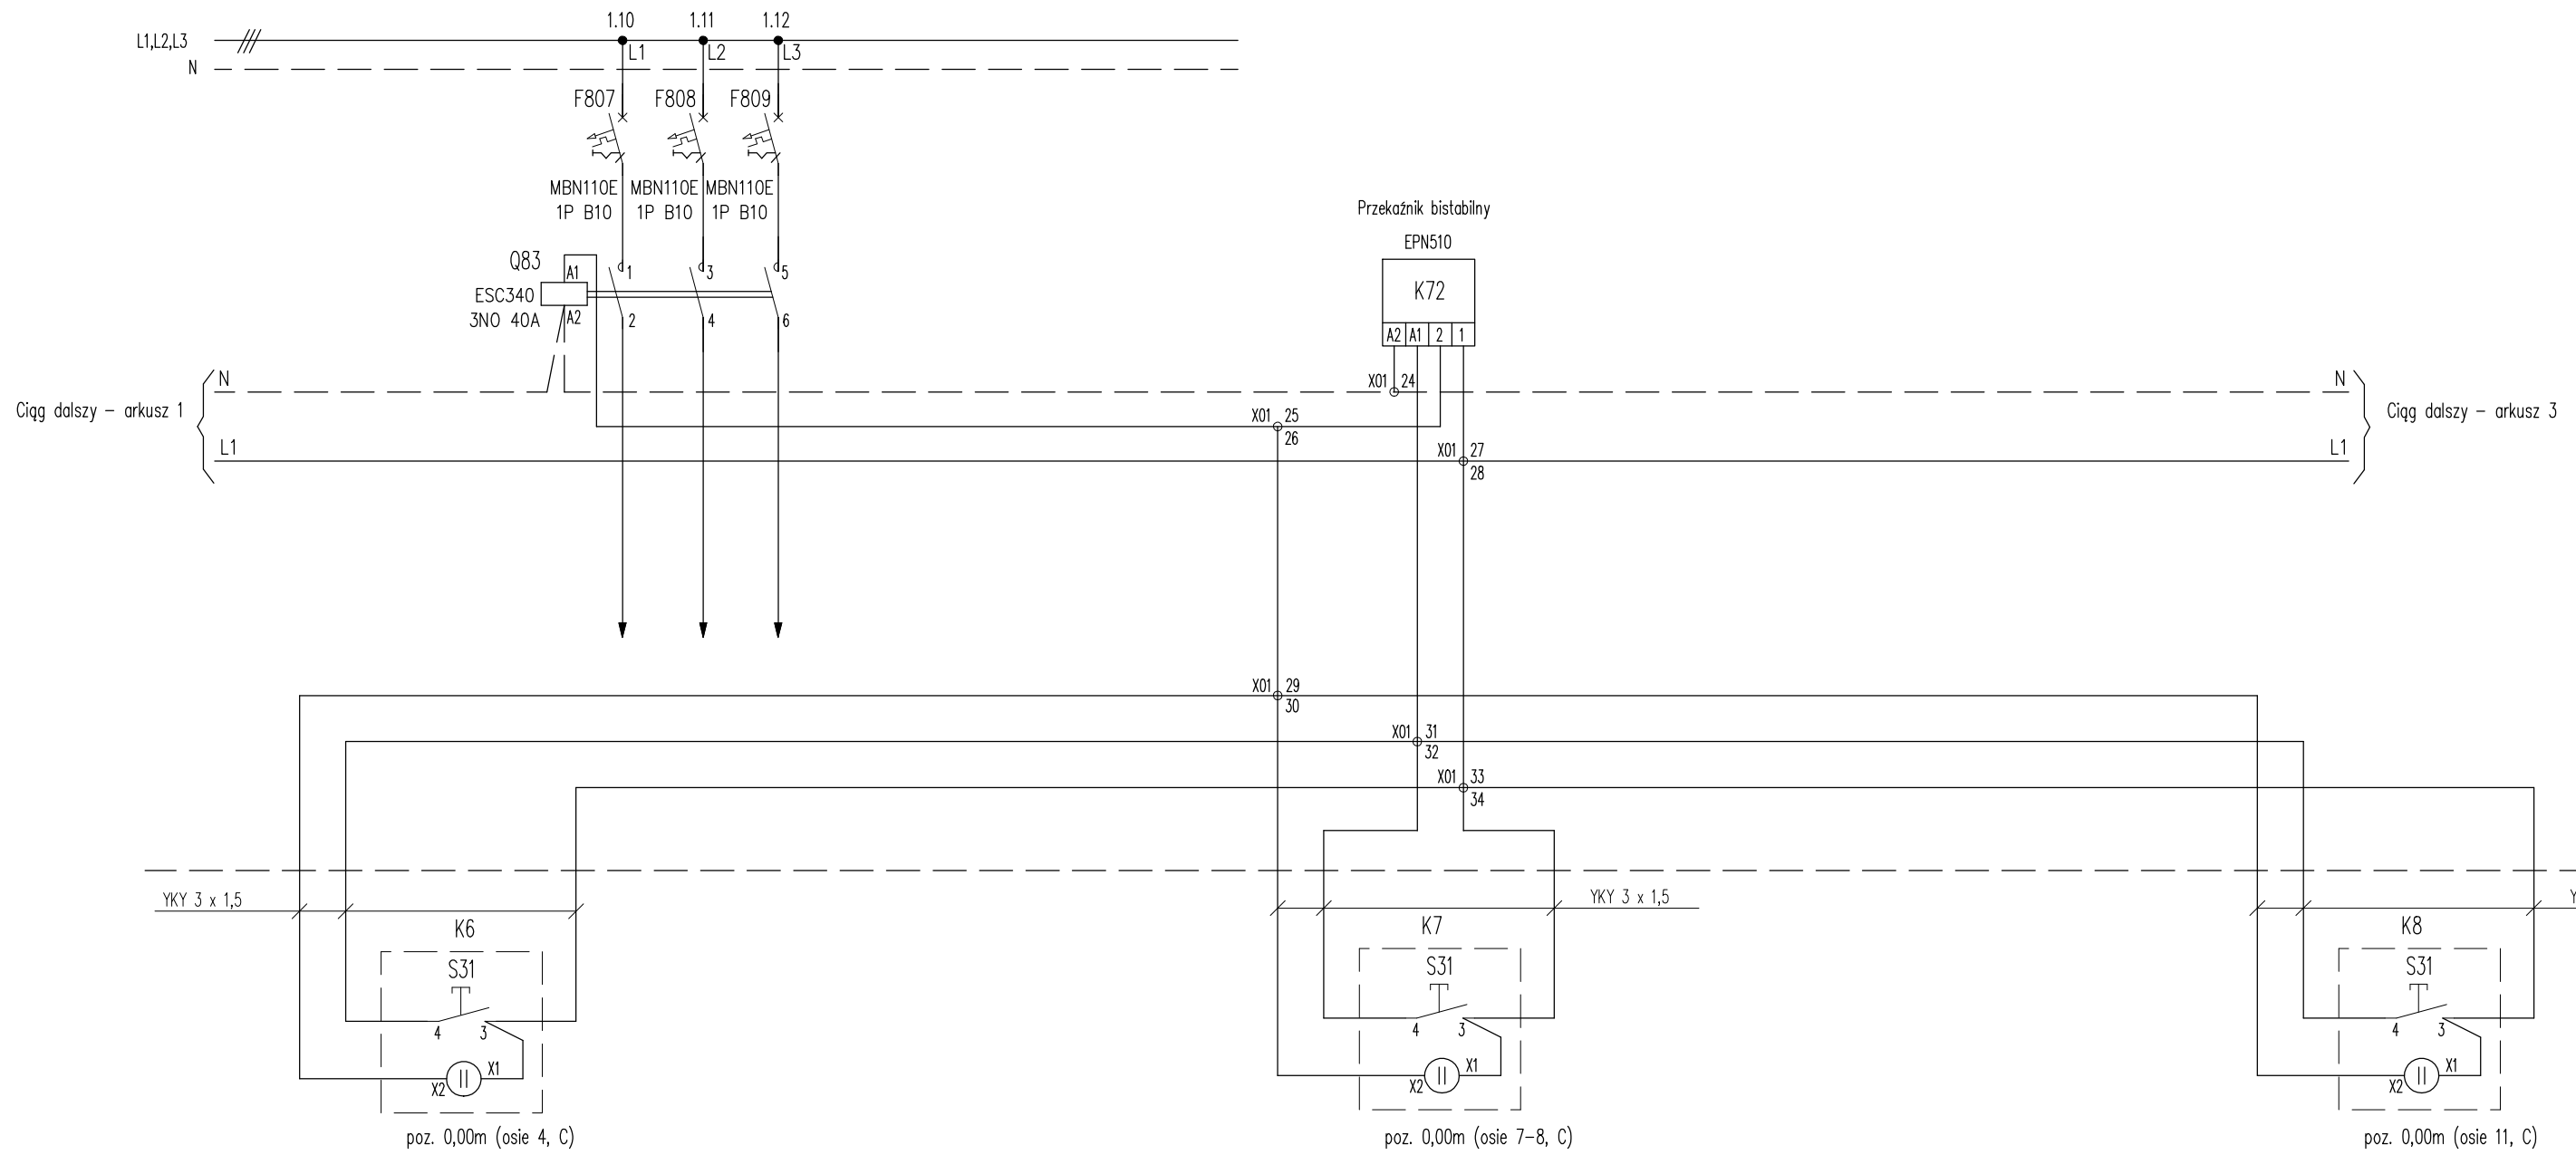 1.10 1.11 1.12
L1,L2,L3
L1 L2 L3
N
F807 F808 F809
MBN110E MBN110E MBN110E
1P B10 1P B10 1P B10
Przekaźnik bistabilny
EPN510
K72
A2 A1 2 1
Q83
A1 1 3 5
ESC340
3NO 40A
A2 2 4 6
N
X01 24
N
Ciąg dalszy – arkusz 1
Ciąg dalszy – arkusz 3
X01 25
26
L1
X01 27
28
L1
X01 29
30
X01 31
32
X01 33
34
YKY 3 x 1,5
YKY 3 x 1,5
Y
K6
K7
K8
S31
S31
S31
4 3
4 3
4 3
X2 X1
X2 X1
X2 X1
poz. 0,00m (osie 4, C)
poz. 0,00m (osie 7–8, C)
poz. 0,00m (osie 11, C)